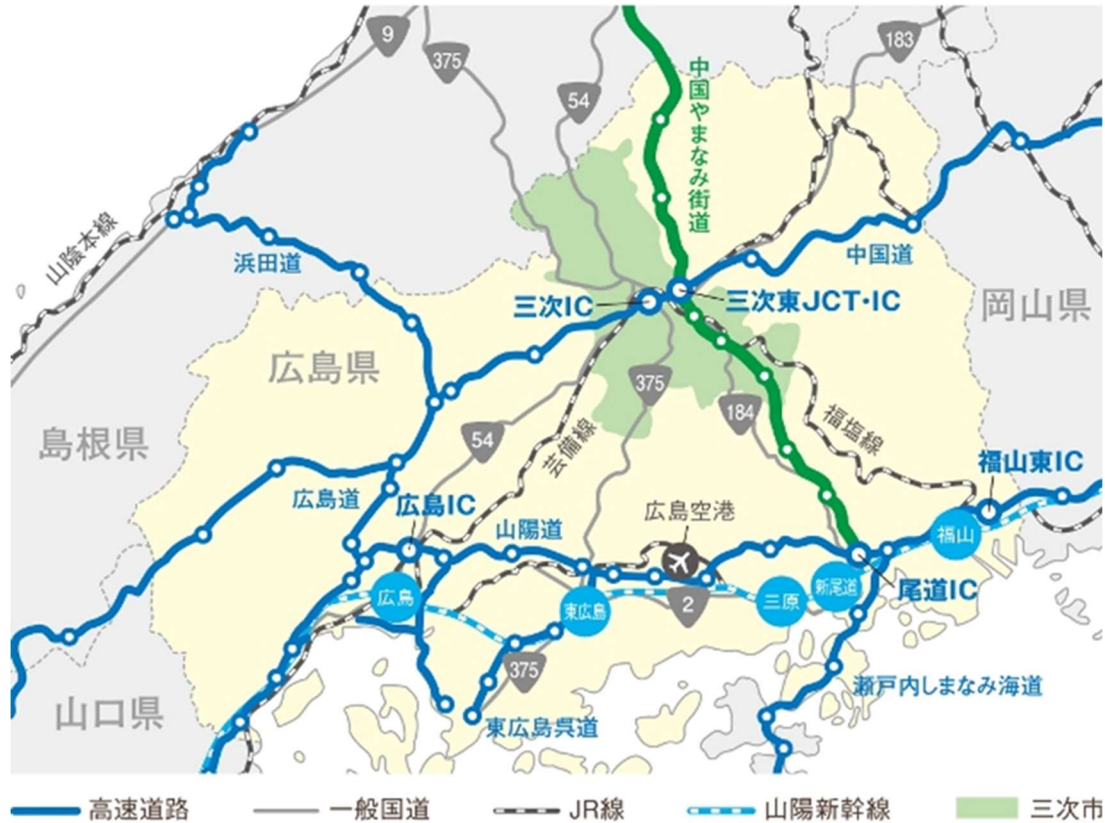 9
375
54
183
中国やまなみ街道
山陰本線
浜田道
中国道
三次IC
三次東JCT・IC
岡山県
広島県
375
184
島根県
54
芸備線
福塩線
福山東IC
広島道
広島IC
山陽道
広島空港
福山
広島
東広島
2
三原
新尾道
尾道IC
375
瀬戸内しまなみ海道
山口県
東広島呉道
高速道路
一般国道
JR線
山陽新幹線
三次市